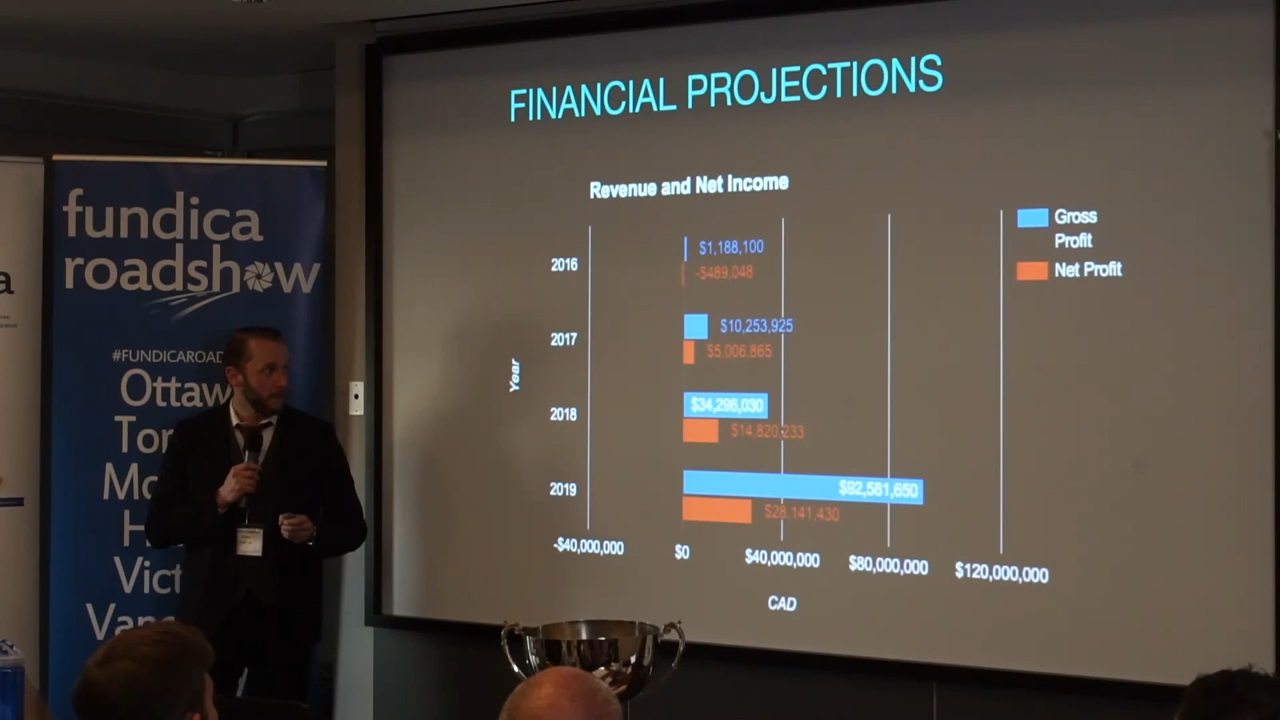 FINANCIAL PROJECTIONS
Revenue and Net Income
Gross
Profit
Net Profit
2016
$1,188,100
-$489,048
2017
$10,253,925
$5,006,865
2018
$34,296,030
$14,820,233
2019
$92,581,650
$28,141,430
Year
-$40,000,000
$0
$40,000,000
$80,000,000
$120,000,000
CAD
fundica
roadshow
#FUNDICAROAD
Ottaw
Tor
Mo
H
Vict
Vanc
a